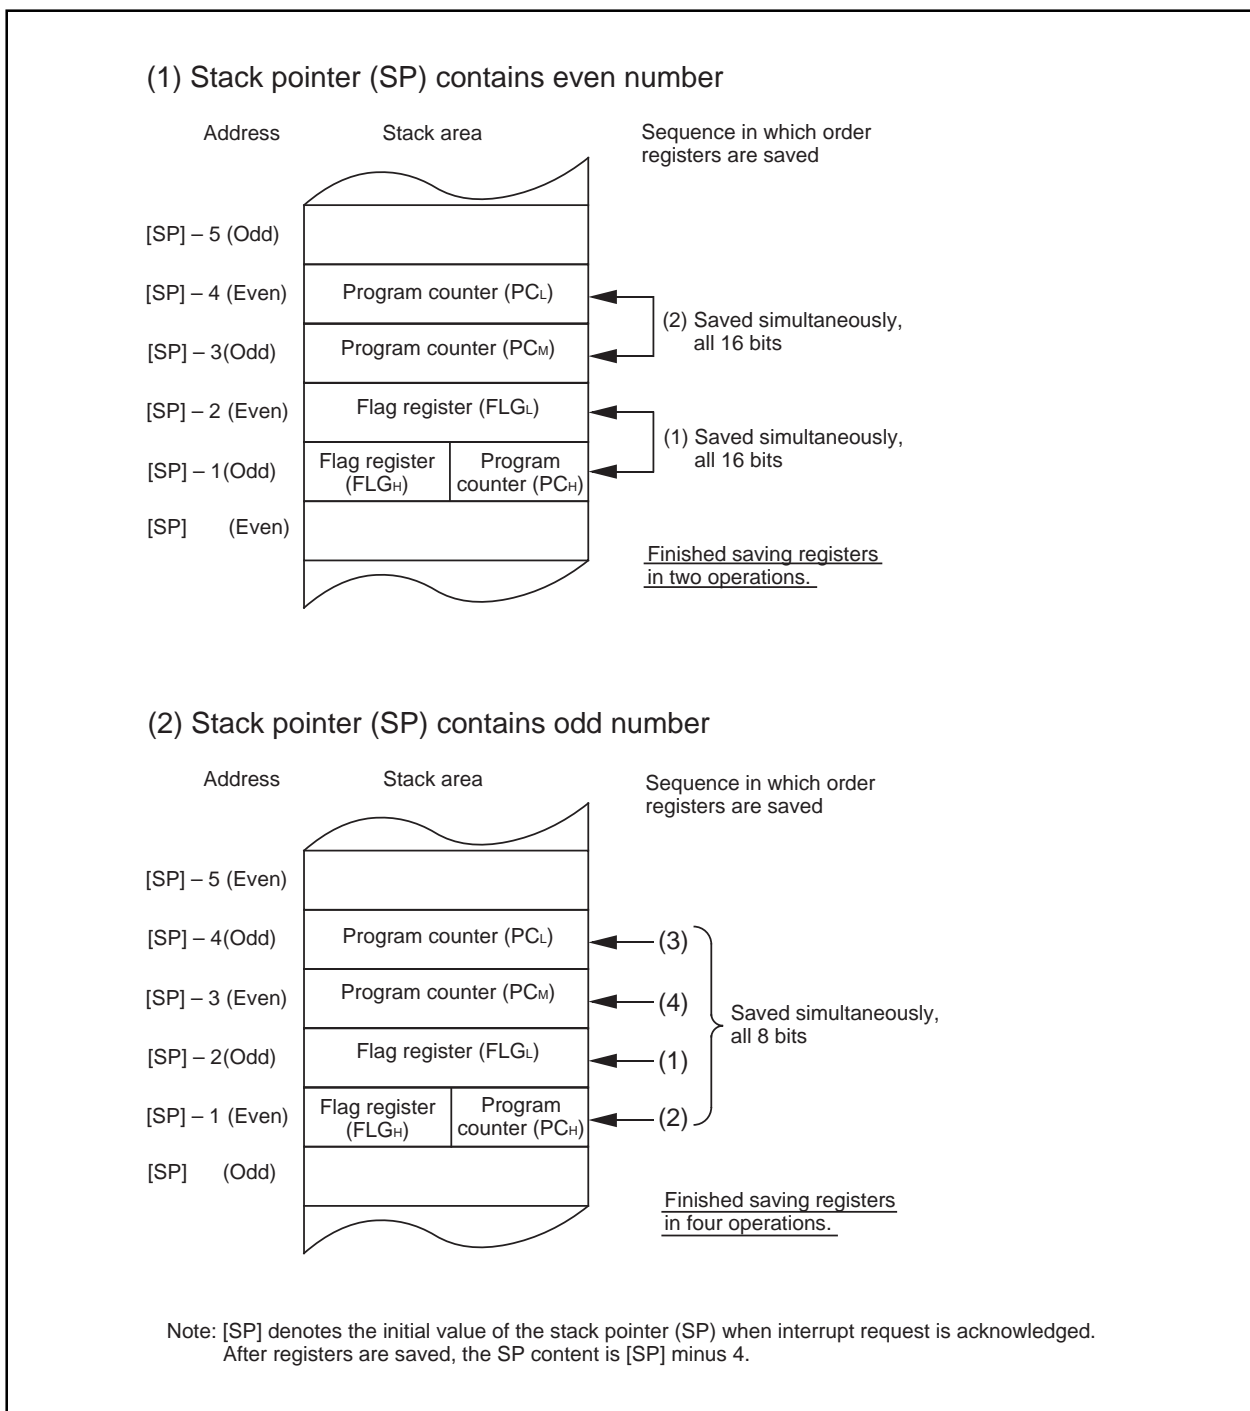 (1) Stack pointer (SP) contains even number
Address Stack area Sequence in which order
registers are saved
[SP] – 5 (Odd)
[SP] – 4 (Even) Program counter (PCL)
(2) Saved simultaneously,
all 16 bits
[SP] – 3(Odd) Program counter (PCM)
[SP] – 2 (Even) Flag register (FLGL)
(1) Saved simultaneously,
all 16 bits
[SP] – 1(Odd) Flag register Program
(FLGH) counter (PCH)
[SP] (Even)
Finished saving registers
in two operations.
(2) Stack pointer (SP) contains odd number
Address Stack area Sequence in which order
registers are saved
[SP] – 5 (Even)
[SP] – 4(Odd) Program counter (PCL) (3)
[SP] – 3 (Even) Program counter (PCM) (4)
Saved simultaneously,
all 8 bits
[SP] – 2(Odd) Flag register (FLGL) (1)
[SP] – 1 (Even) Flag register Program (2)
(FLGH) counter (PCH)
[SP] (Odd)
Finished saving registers
in four operations.
Note: [SP] denotes the initial value of the stack pointer (SP) when interrupt request is acknowledged.
After registers are saved, the SP content is [SP] minus 4.